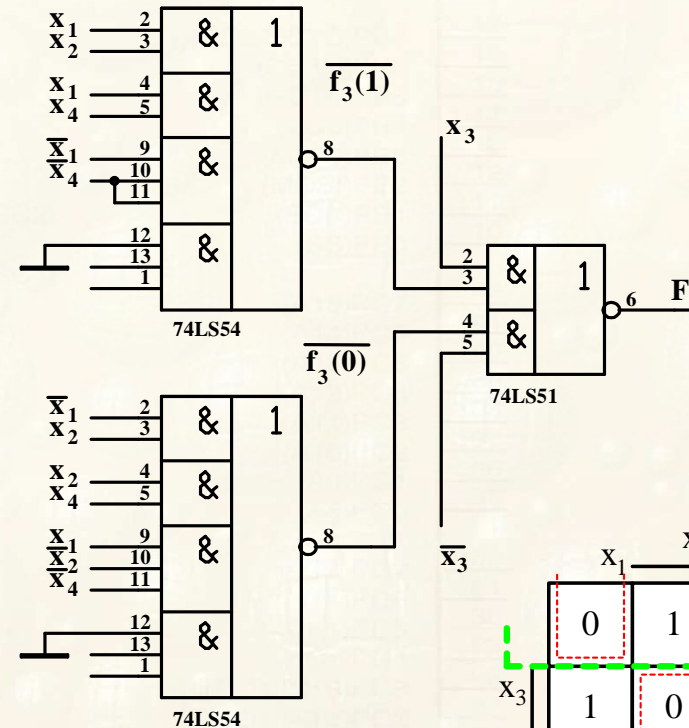 x₁ 2 & 1
x₂ 3
x₁ 4 &
x₄ 5
x̅₁ 9 &
x̅₄ 10
11
12 &
13
1
8
74LS54
f̅₃̅(̅1̅)̅
x₃
2 & 1
3
4 &
5
6 F
74LS51
x̅₃
f̅₃̅(̅0̅)̅
x̅₁ 2 & 1
x₂ 3
x₂ 4 &
x₄ 5
x₁ 9 &
x̅₂ 10
x̅₄ 11
12 &
13
1
8
74LS54
x₁
0 1
x₃ 1 0